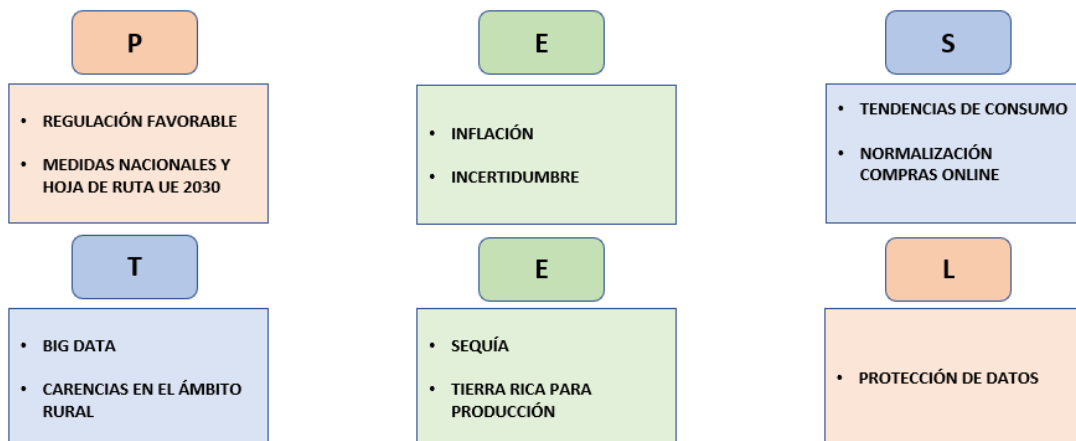 P
• REGULACIÓN FAVORABLE
• MEDIDAS NACIONALES Y
HOJA DE RUTA UE 2030
E
• INFLACIÓN
• INCERTIDUMBRE
S
• TENDENCIAS DE CONSUMO
• NORMALIZACIÓN
COMPRAS ONLINE
T
• BIG DATA
• CARENCIAS EN EL ÁMBITO
RURAL
E
• SEQUÍA
• TIERRA RICA PARA
PRODUCCIÓN
L
• PROTECCIÓN DE DATOS